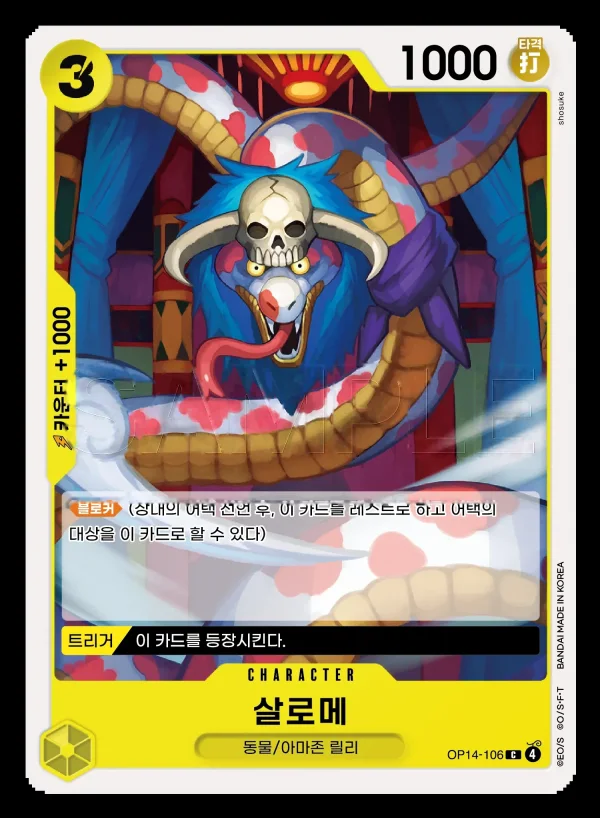 3
1000
타격
打
shosuke
카운터 +1000
SAMPLE
블로커 (상대의 어택 선언 후, 이 카드를 레스트로 하고 어택의
대상을 이 카드로 할 수 있다)
트리거 이 카드를 등장시킨다.
CHARACTER
살로메
동물/아마존 릴리
OP14-106 C 4
©EO/S ©O/S·F·T BANDAI MADE IN KOREA